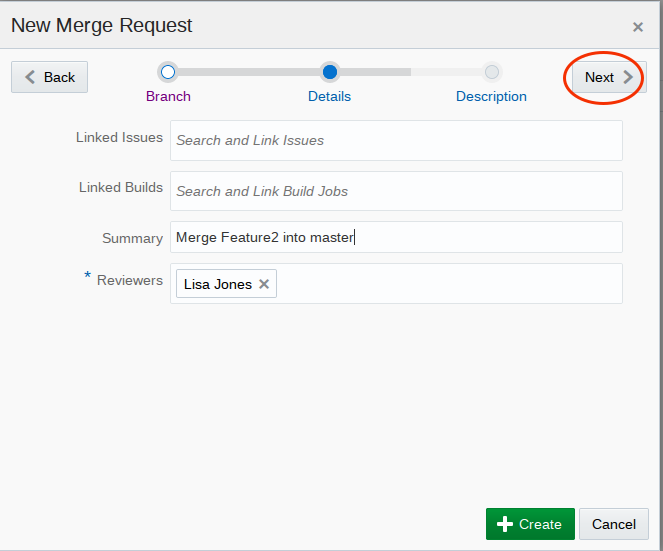 New Merge Request
Back
Next
Branch
Details
Description
Linked Issues
Search and Link Issues
Linked Builds
Search and Link Build Jobs
Summary
Merge Feature2 into master
* Reviewers
Lisa Jones
Create
Cancel